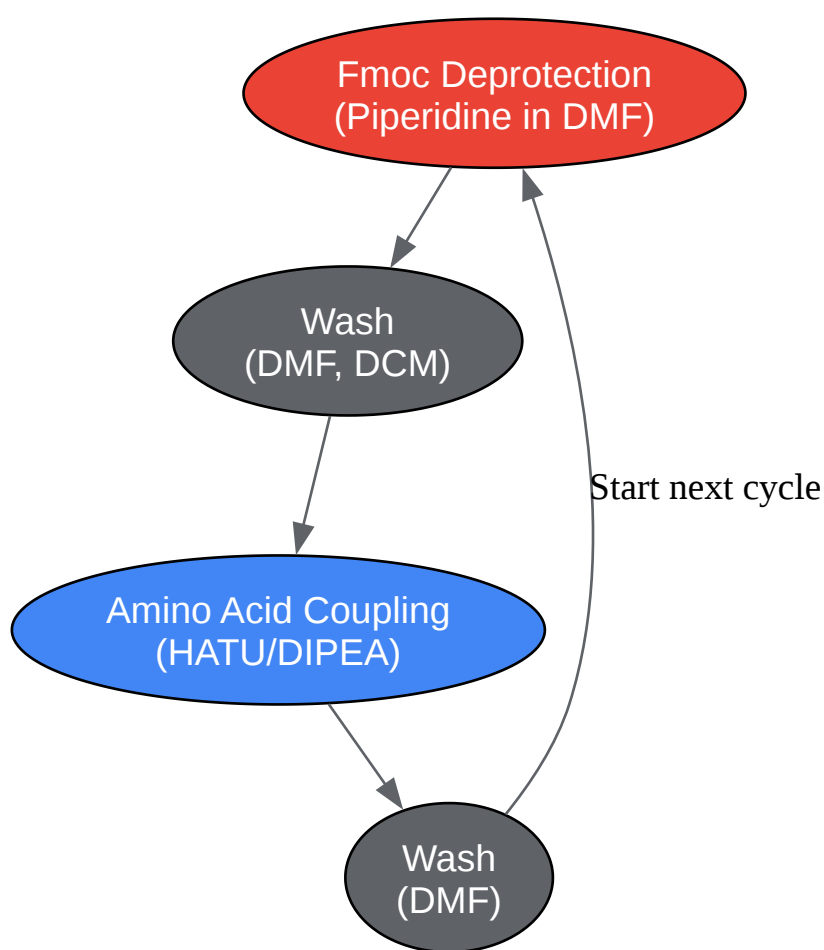 Fmoc Deprotection
(Piperidine in DMF)
Wash
(DMF, DCM)
Start next cycle
Amino Acid Coupling
(HATU/DIPEA)
Wash
(DMF)